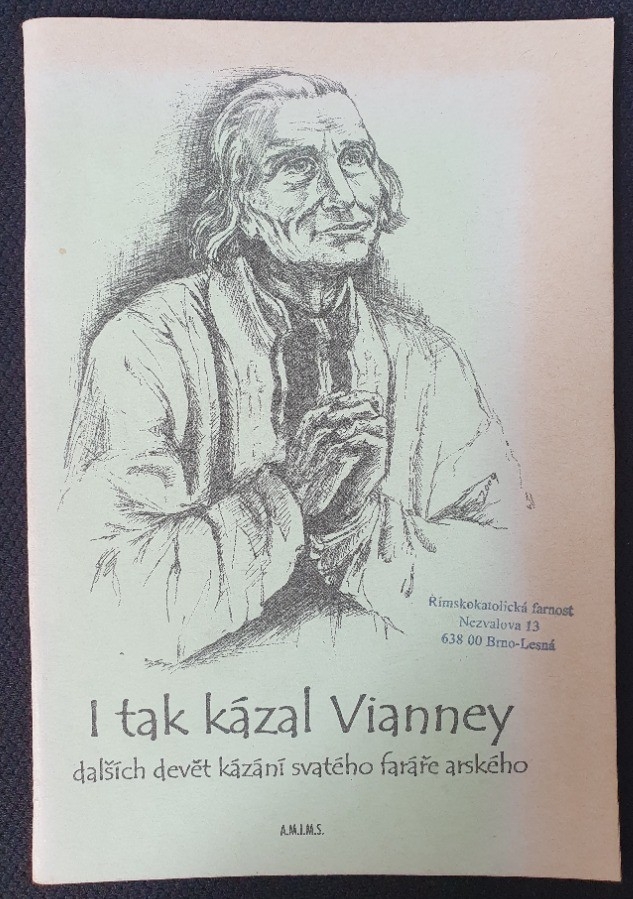 Římskokatolická farnost
Nezvalova 13
638 00 Brno-Lesná
I tak kázal Vianney
dalších devět kázání svatého faráře arského
A.M.I.M.S.